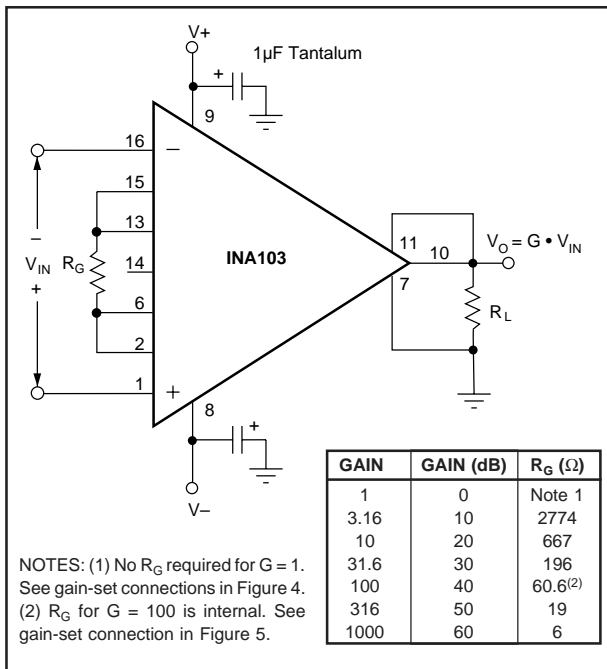 V+
1µF Tantalum
+
9
16
−
15
13
− V_IN +
R_G
14
INA103
11
10
V_O = G • V_IN
7
6
R_L
2
1
+
8
+
V−
GAIN GAIN (dB) R_G (Ω)
1 0 Note 1
3.16 10 2774
10 20 667
31.6 30 196
100 40 60.6(2)
316 50 19
1000 60 6
NOTES: (1) No R_G required for G = 1.
See gain-set connections in Figure 4.
(2) R_G for G = 100 is internal. See
gain-set connection in Figure 5.